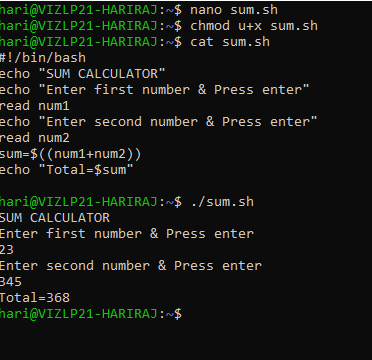 hari@VIZLP21-HARIRAJ:~$ nano sum.sh
hari@VIZLP21-HARIRAJ:~$ chmod u+x sum.sh
hari@VIZLP21-HARIRAJ:~$ cat sum.sh
#!/bin/bash
echo "SUM CALCULATOR"
echo "Enter first number & Press enter"
read num1
echo "Enter second number & Press enter"
read num2
sum=$((num1+num2))
echo "Total=$sum"
hari@VIZLP21-HARIRAJ:~$ ./sum.sh
SUM CALCULATOR
Enter first number & Press enter
23
Enter second number & Press enter
345
Total=368
hari@VIZLP21-HARIRAJ:~$